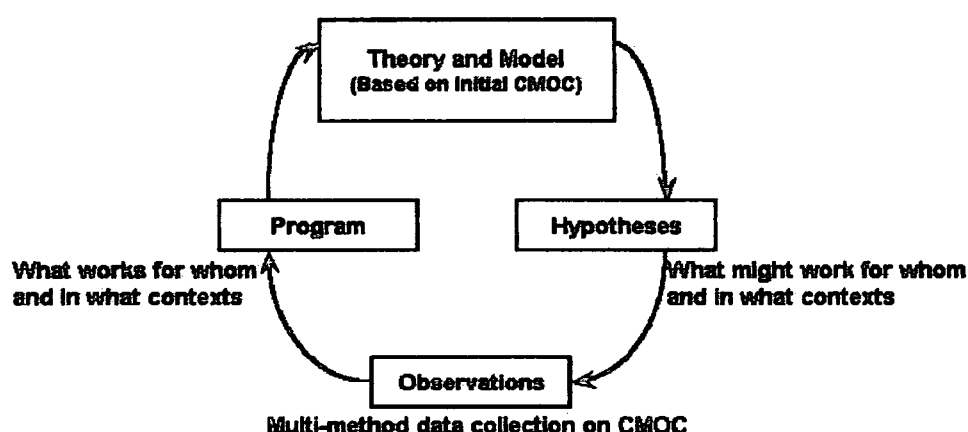 Theory and Model
(Based on Initial CMOC)
Program
Hypotheses
What works for whom
and in what contexts
What might work for whom
and in what contexts
Observations
Multi-method data collection on CMOC